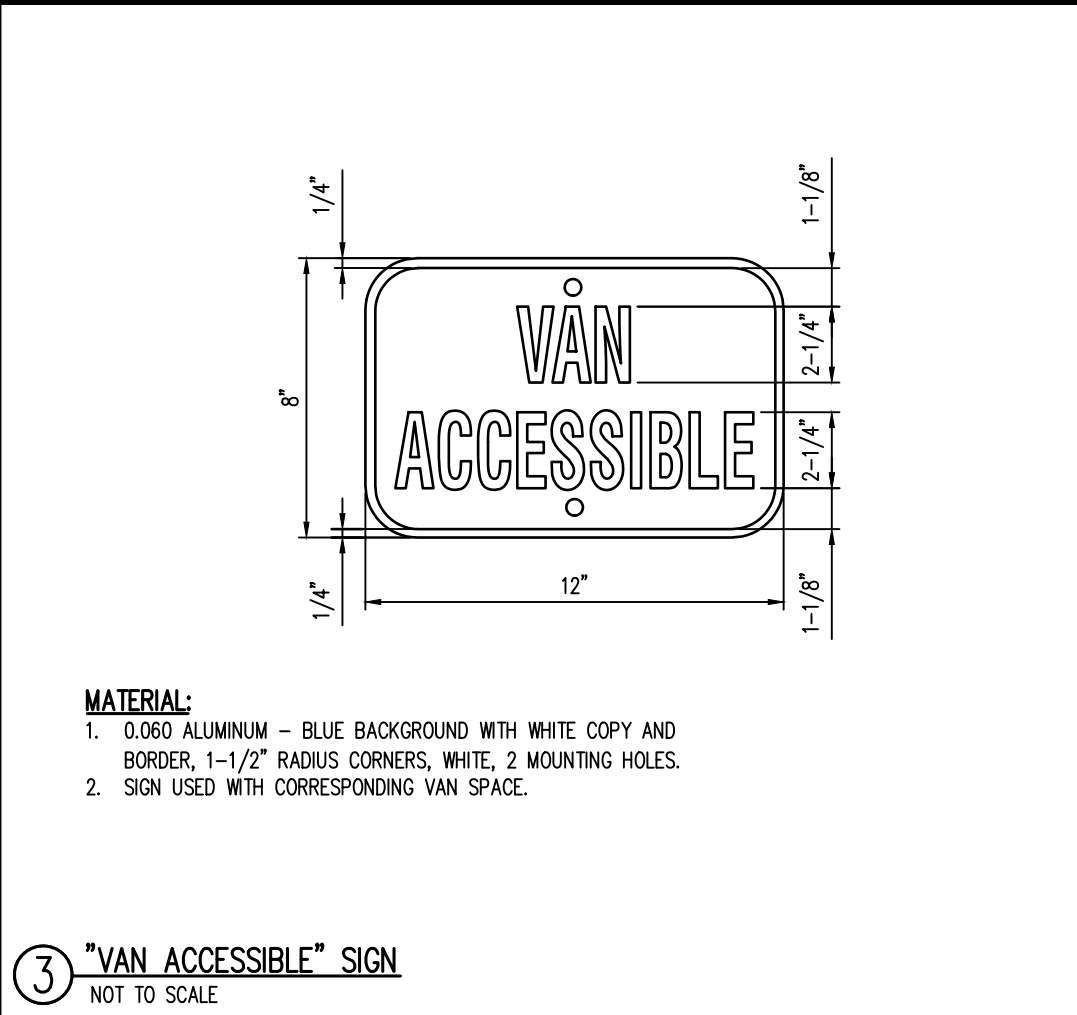 1/4"
1-1/8"
8"
VAN
2-1/4"
ACCESSIBLE
2-1/4"
1/4"
12"
1-1/8"
MATERIAL:
1. 0.060 ALUMINUM – BLUE BACKGROUND WITH WHITE COPY AND
BORDER, 1-1/2" RADIUS CORNERS, WHITE, 2 MOUNTING HOLES.
2. SIGN USED WITH CORRESPONDING VAN SPACE.
3 "VAN ACCESSIBLE" SIGN
NOT TO SCALE